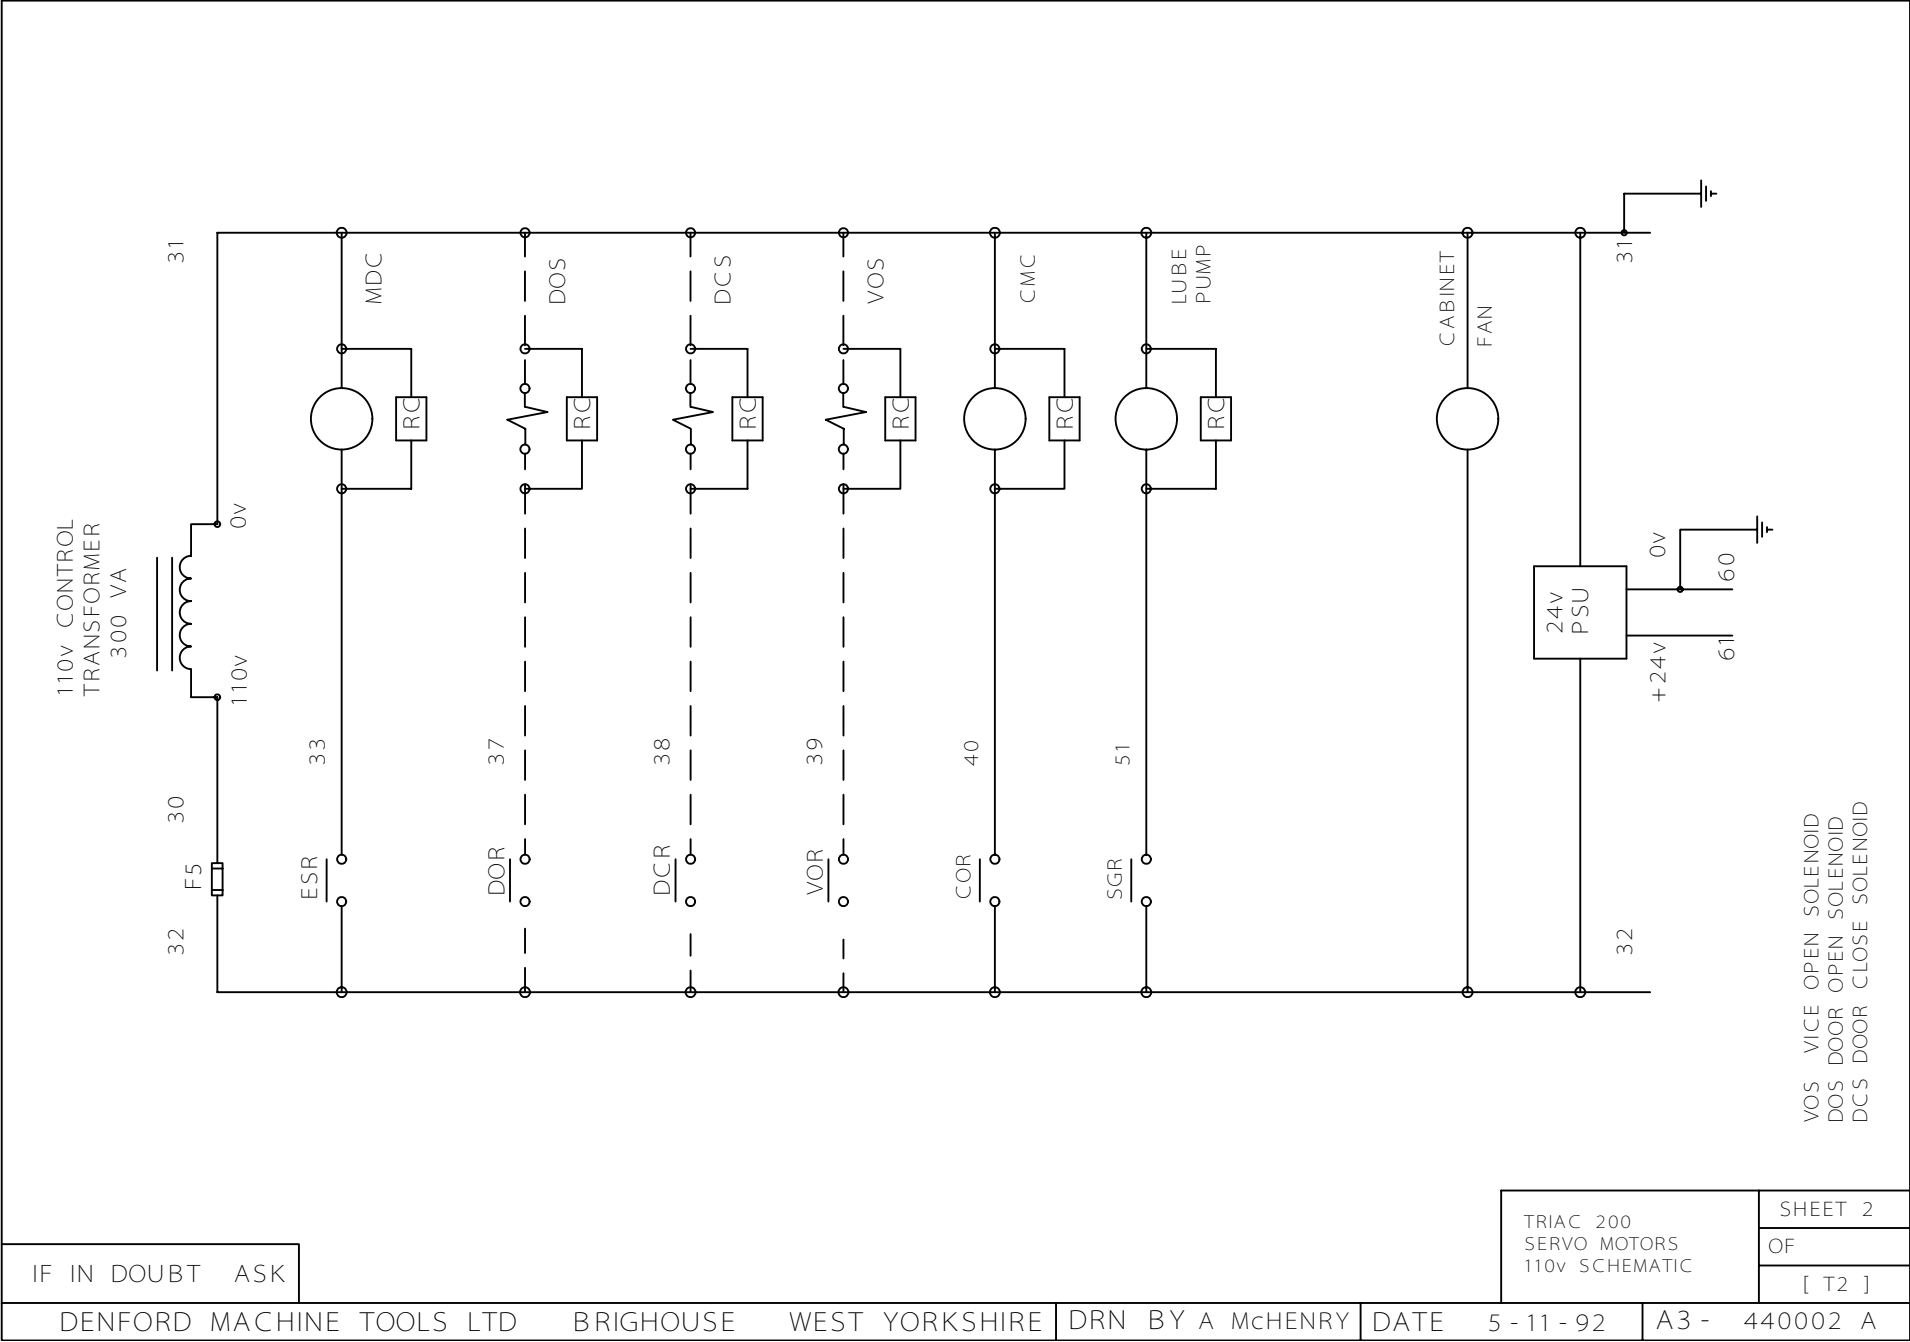 110v CONTROL
TRANSFORMER
300 VA
110v
0v
32
F5
30
31
ESR
33
RC
MDC
DOR
37
RC
DOS
DCR
38
RC
DCS
VOR
39
RC
VOS
COR
40
RC
CMC
SGR
51
RC
LUBE
PUMP
CABINET
FAN
24v
PSU
32
31
+24v
0v
61
60
VOS VICE OPEN SOLENOID
DOS DOOR OPEN SOLENOID
DCS DOOR CLOSE SOLENOID
TRIAC 200
SERVO MOTORS
110v SCHEMATIC
SHEET 2
OF
[ T2 ]
IF IN DOUBT ASK
DENFORD MACHINE TOOLS LTD BRIGHOUSE WEST YORKSHIRE
DRN BY A McHENRY
DATE 5-11-92
A3- 440002 A